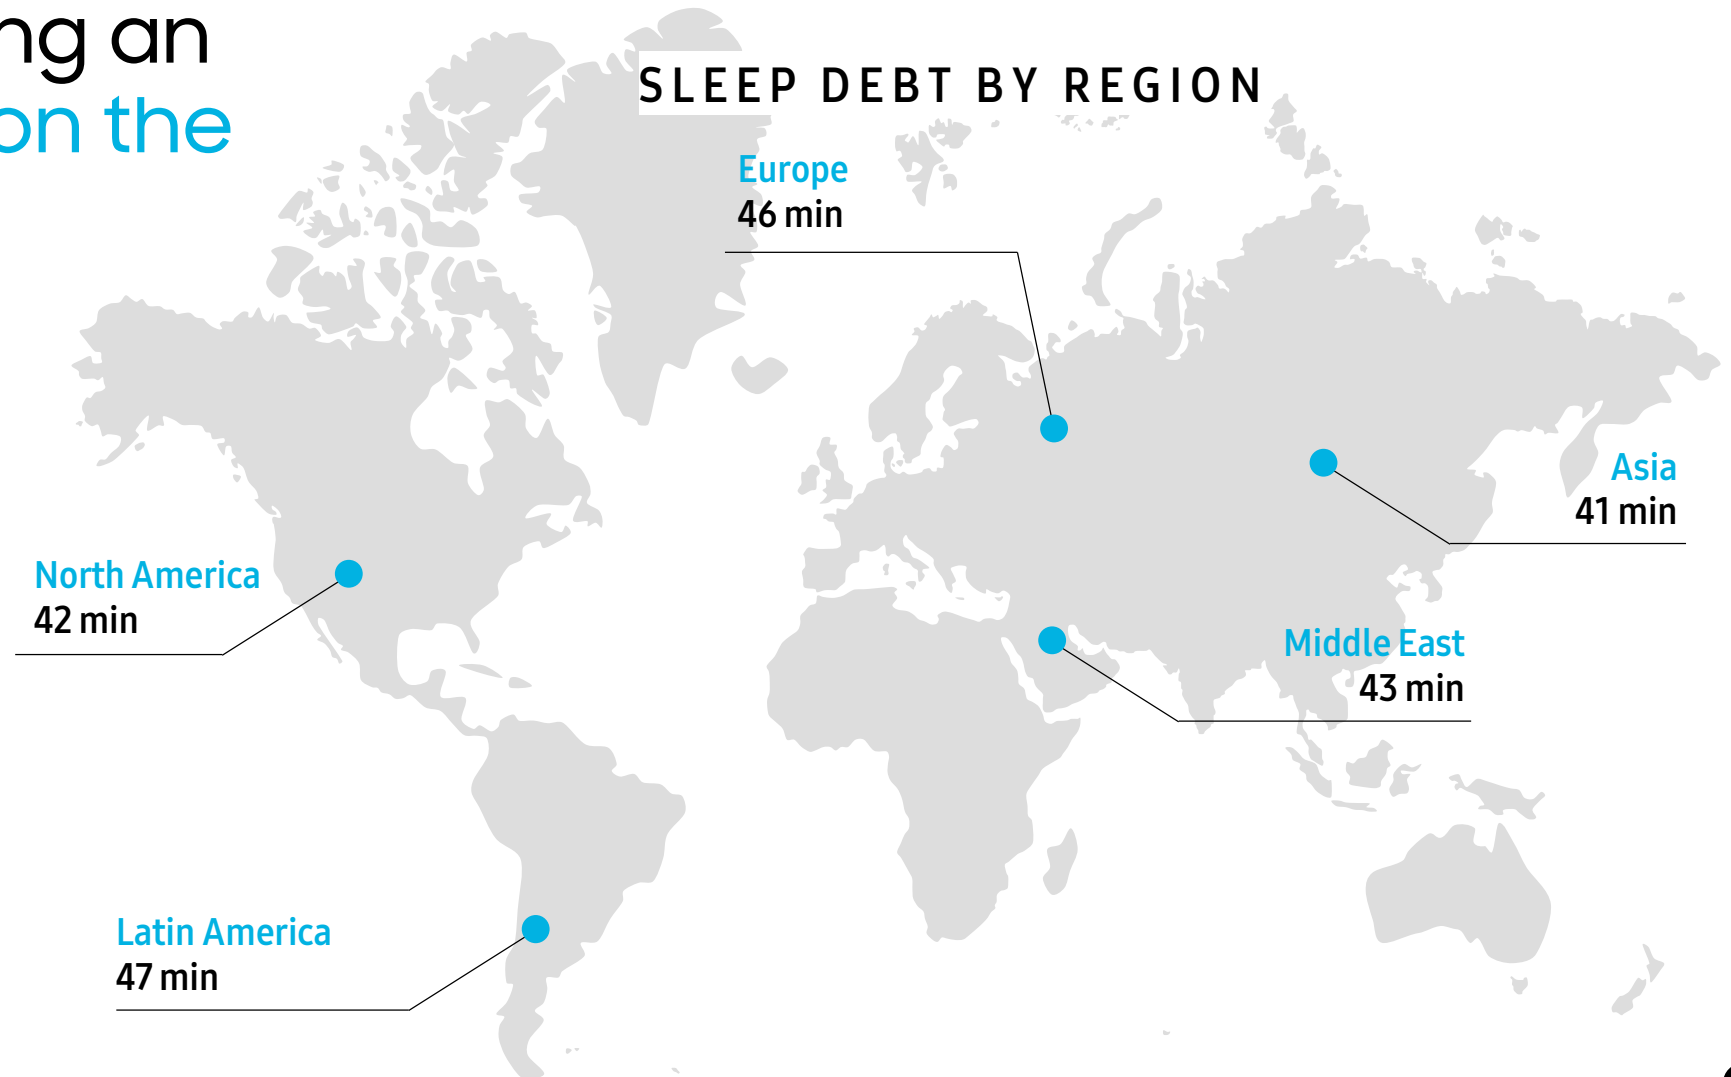 ng an
on the
SLEEP DEBT BY REGION
Europe
46 min
Asia
41 min
North America
42 min
Middle East
43 min
Latin America
47 min